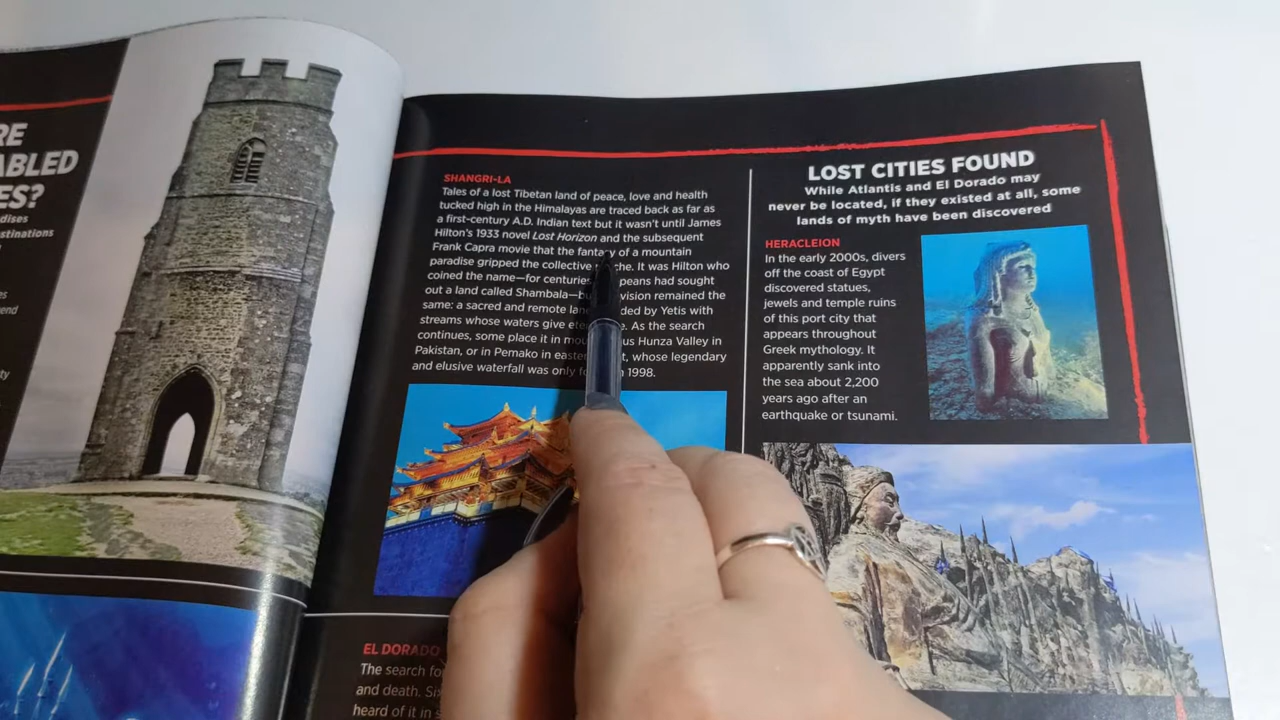 RE
ABLED
ES?
dises
stinations
es
end
ty
SHANGRI-LA
Tales of a lost Tibetan land of peace, love and health
tucked high in the Himalayas are traced back as far as
a first-century A.D. Indian text but it wasn't until James
Hilton's 1933 novel Lost Horizon and the subsequent
Frank Capra movie that the fantasy of a mountain
paradise gripped the collective che. It was Hilton who
coined the name—for centuries peans had sought
out a land called Shambala—bu vision remained the
same: a sacred and remote lan ded by Yetis with
streams whose waters give ete e. As the search
continues, some place it in mou us Hunza Valley in
Pakistan, or in Pemako in easte t, whose legendary
and elusive waterfall was only fo 1998.
EL DORADO
The search fo
and death. Six
heard of it in s
LOST CITIES FOUND
While Atlantis and El Dorado may
never be located, if they existed at all, some
lands of myth have been discovered
HERACLEION
In the early 2000s, divers
off the coast of Egypt
discovered statues,
jewels and temple ruins
of this port city that
appears throughout
Greek mythology. It
apparently sank into
the sea about 2,200
years ago after an
earthquake or tsunami.